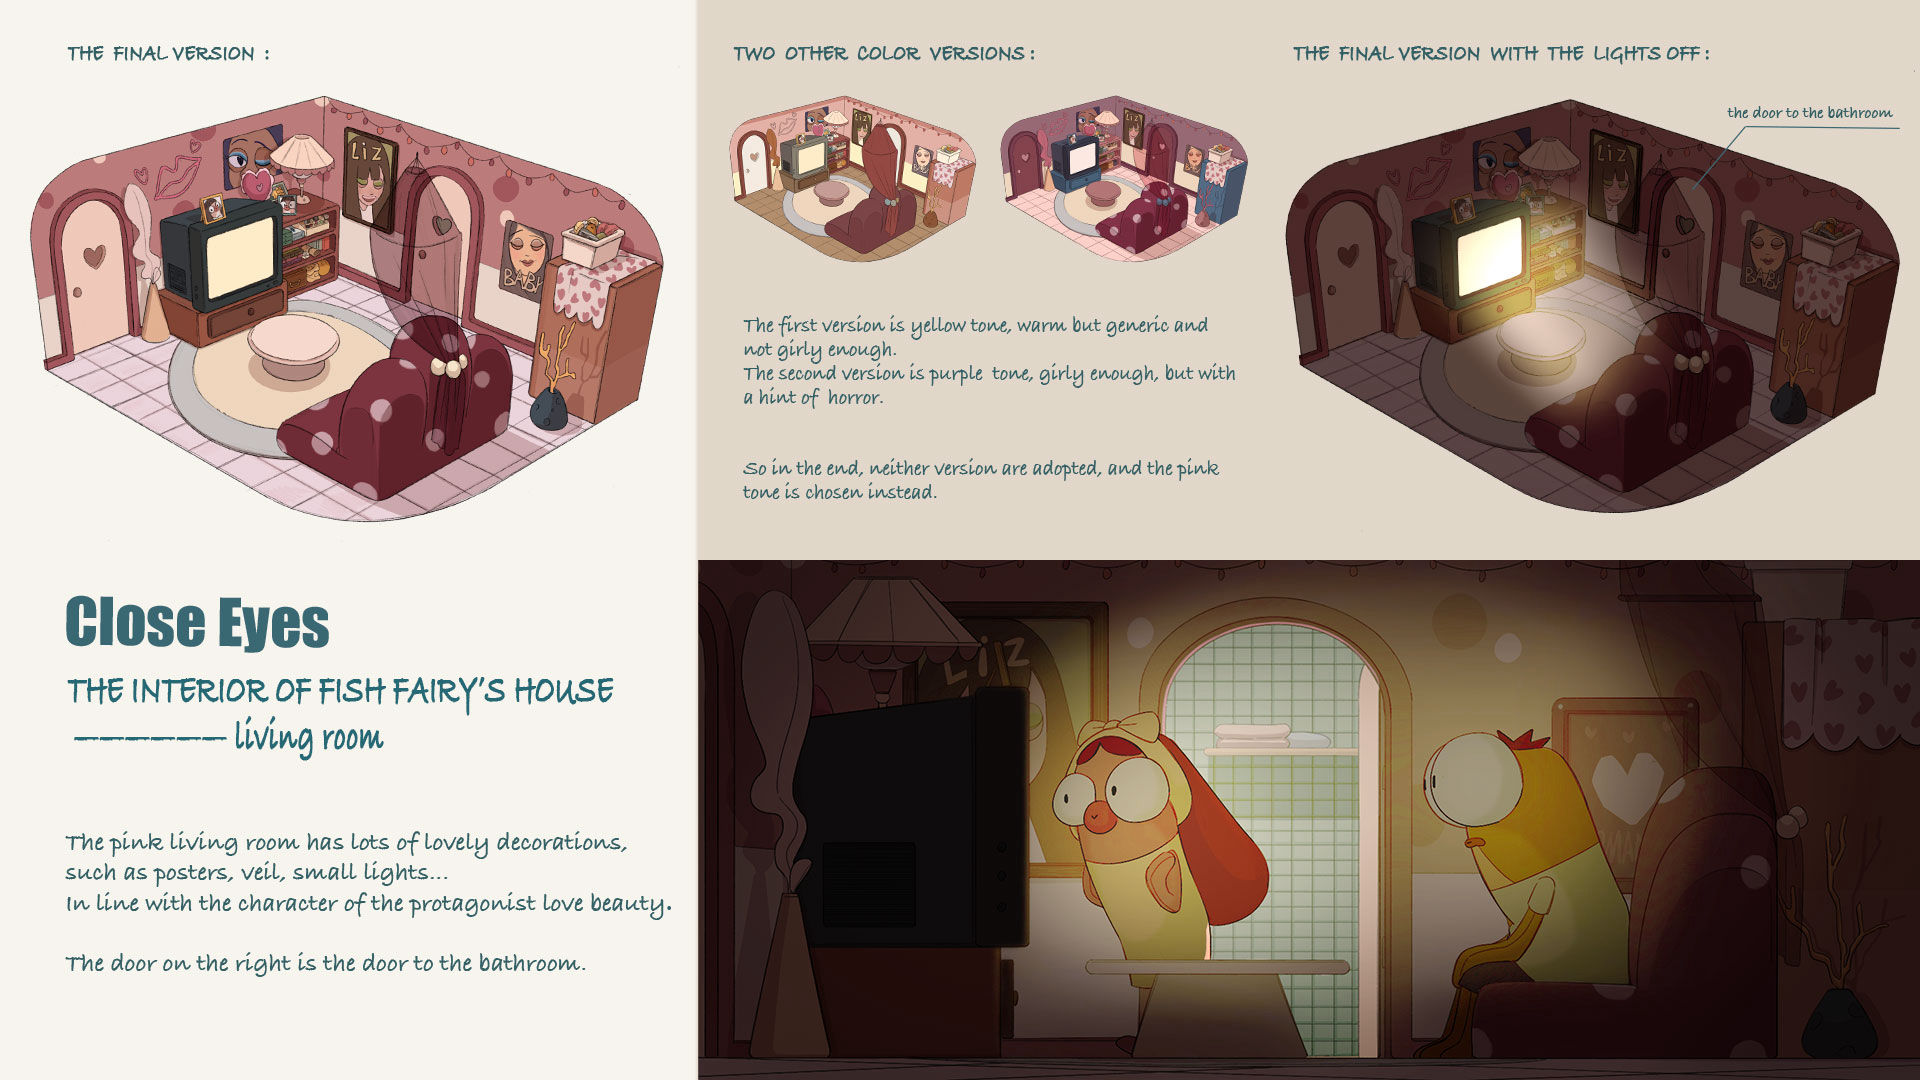 THE FINAL VERSION :
LiZ
BABY
Close Eyes
THE INTERIOR OF FISH FAIRY'S HOUSE
—————— living room
The pink living room has lots of lovely decorations,
such as posters, veil, small lights...
In line with the character of the protagonist love beauty.
The door on the right is the door to the bathroom.
TWO OTHER COLOR VERSIONS :
LiZ
LiZ
The first version is yellow tone, warm but generic and
not girly enough.
The second version is purple tone, girly enough, but with
a hint of horror.
So in the end, neither version are adopted, and the pink
tone is chosen instead.
THE FINAL VERSION WITH THE LIGHTS OFF :
the door to the bathroom
LiZ
BABY
LiZ